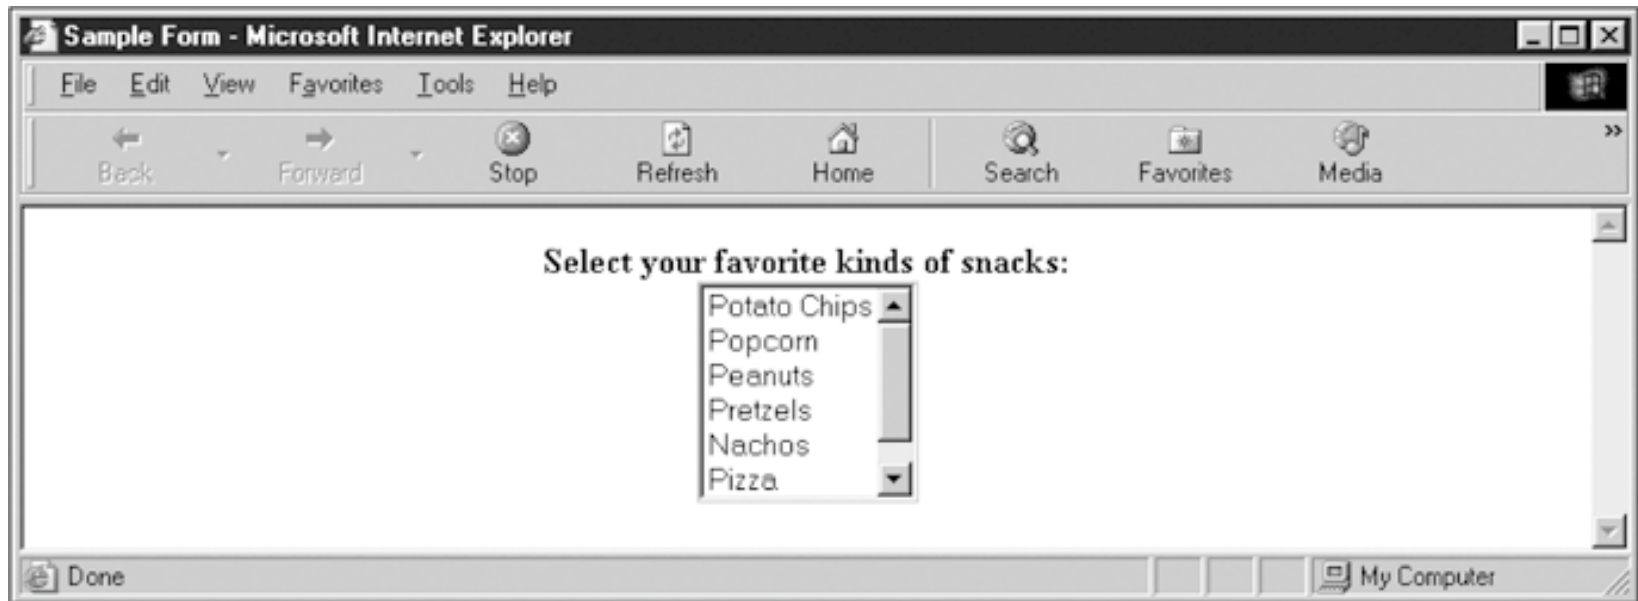 Sample Form - Microsoft Internet Explorer
File Edit View Favorites Tools Help
Back Forward Stop Refresh Home Search Favorites Media »
Select your favorite kinds of snacks:
Potato Chips
Popcorn
Peanuts
Pretzels
Nachos
Pizza
Done My Computer